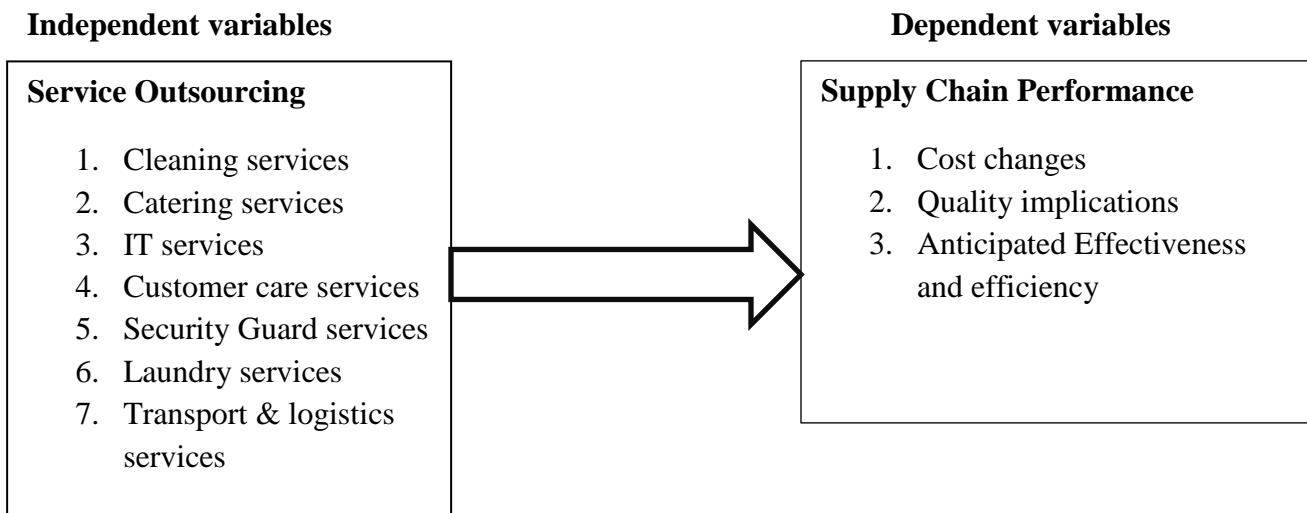 Independent variables
Dependent variables
Service Outsourcing
1. Cleaning services
2. Catering services
3. IT services
4. Customer care services
5. Security Guard services
6. Laundry services
7. Transport & logistics
services
Supply Chain Performance
1. Cost changes
2. Quality implications
3. Anticipated Effectiveness
and efficiency